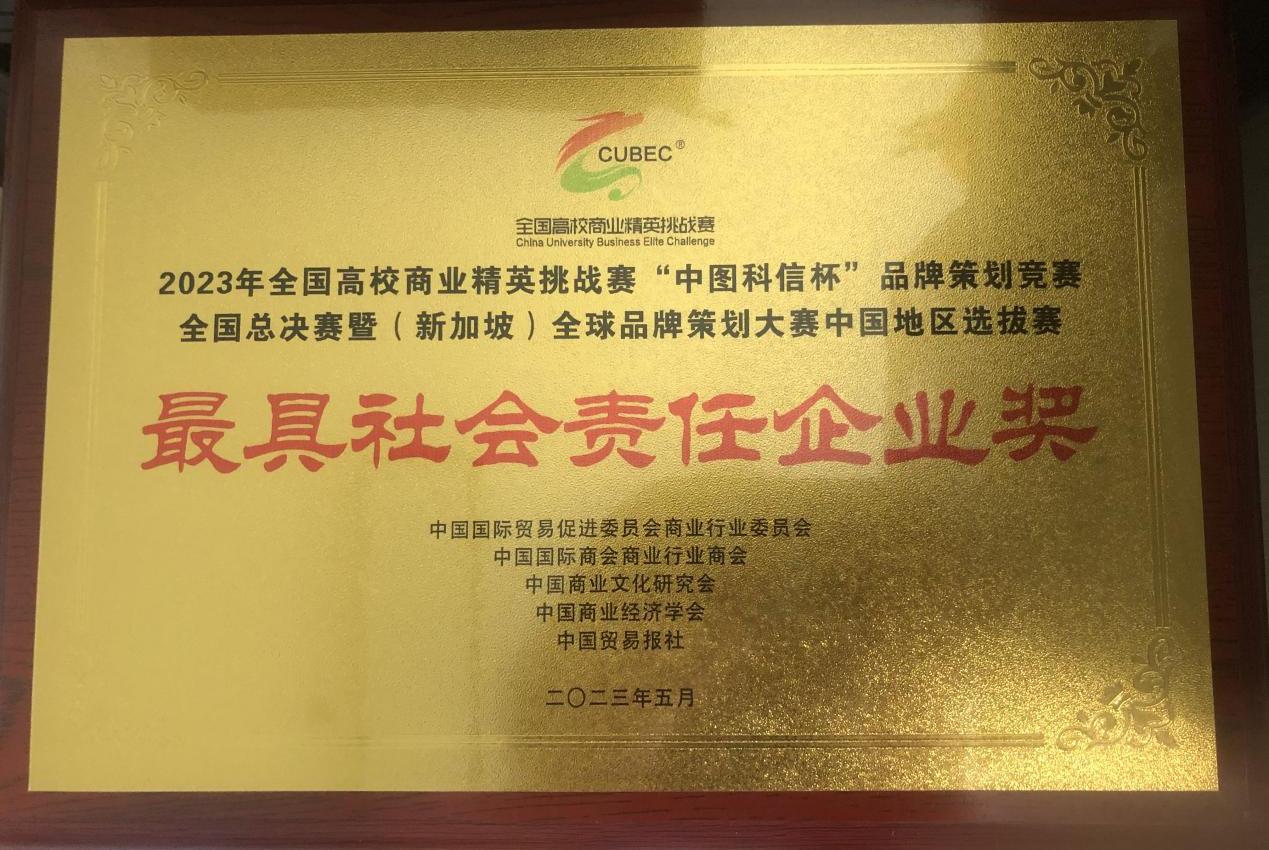 CUBEC®
全国高校商业精英挑战赛
China University Business Elite Challenge
2023年全国高校商业精英挑战赛“中图科信杯”品牌策划竞赛
全国总决赛暨（新加坡）全球品牌策划大赛中国地区选拔赛
最具社会责任企业奖
中国国际贸易促进委员会商业行业委员会
中国国际商会商业行业商会
中国商业文化研究会
中国商业经济学会
中国贸易报社
二〇二三年五月